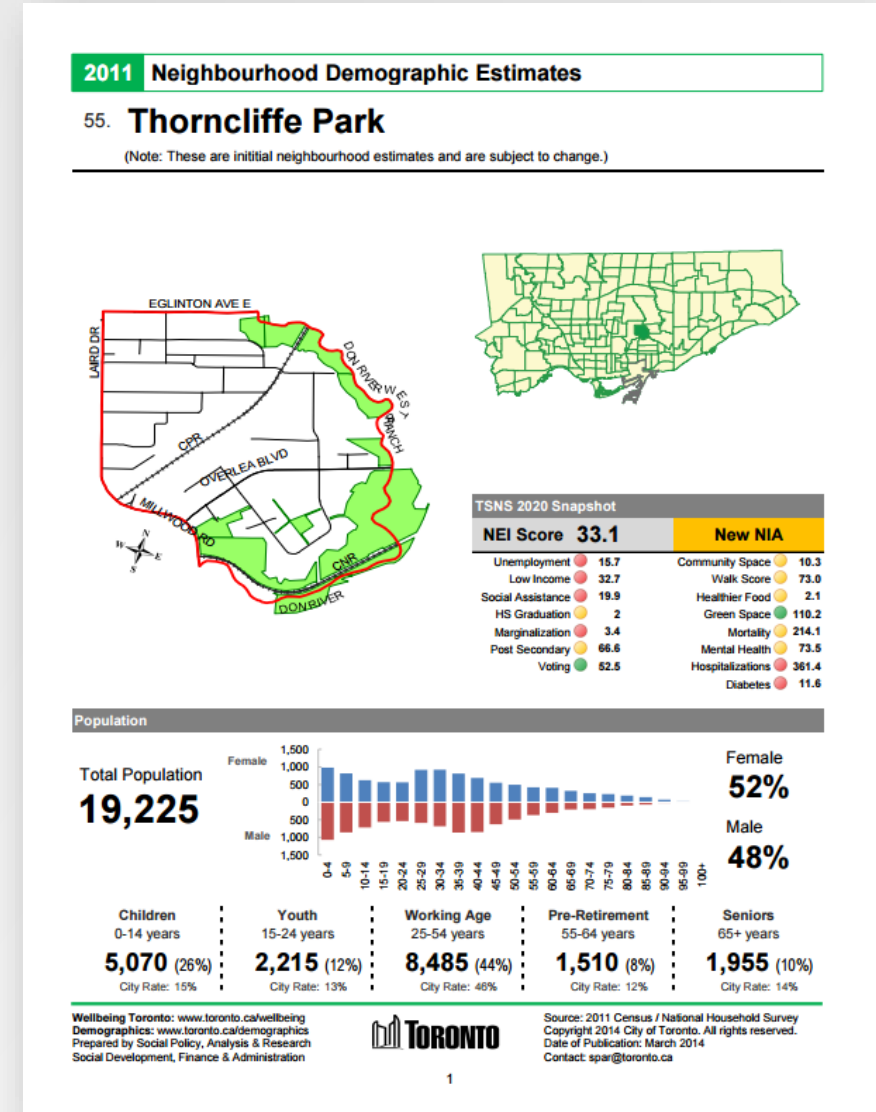 2011 Neighbourhood Demographic Estimates
55. Thorncliffe Park
(Note: These are inititial neighbourhood estimates and are subject to change.)
EGLINTON AVE E
LAIRD DR
DON RIVER WEST BRANCH
CPR
OVERLEA BLVD
MILLWOOD RD
N
W E
S
CNR
DON RIVER
TSNS 2020 Snapshot
NEI Score 33.1 New NIA
Unemployment 15.7
Low Income 32.7
Social Assistance 19.9
HS Graduation 2
Marginalization 3.4
Post Secondary 66.6
Voting 52.5
Community Space 10.3
Walk Score 73.0
Healthier Food 2.1
Green Space 110.2
Mortality 214.1
Mental Health 73.5
Hospitalizations 361.4
Diabetes 11.6
Population
Total Population
19,225
Female
Male
1,500
1,000
500
0
500
1,000
1,500
0-4
5-9
10-14
15-19
20-24
25-29
30-34
35-39
40-44
45-49
50-54
55-59
60-64
65-69
70-74
75-79
80-84
85-89
90-94
95-99
100+
Female
52%
Male
48%
Children
0-14 years
5,070 (26%)
City Rate: 15%
Youth
15-24 years
2,215 (12%)
City Rate: 13%
Working Age
25-54 years
8,485 (44%)
City Rate: 46%
Pre-Retirement
55-64 years
1,510 (8%)
City Rate: 12%
Seniors
65+ years
1,955 (10%)
City Rate: 14%
Wellbeing Toronto: www.toronto.ca/wellbeing
Demographics: www.toronto.ca/demographics
Prepared by Social Policy, Analysis & Research
Social Development, Finance & Administration
TORONTO
Source: 2011 Census / National Household Survey
Copyright 2014 City of Toronto. All rights reserved.
Date of Publication: March 2014
Contact: spar@toronto.ca
1